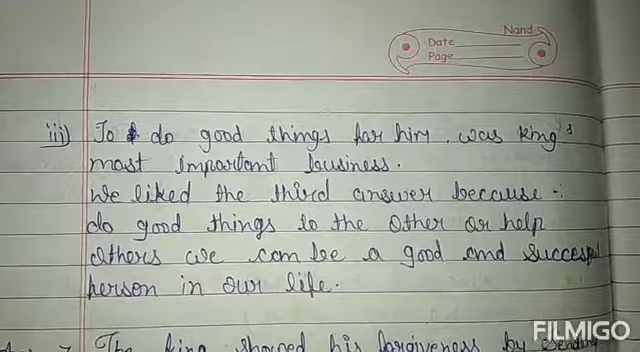 Nand
Date
Page
iii) To do good things for him, was king's
most important business.
We liked the third answer because -:
do good things to the other or help
others we can be a good and succesful
person in our life.
The king showed his forgiveness by sending
FILMIGO